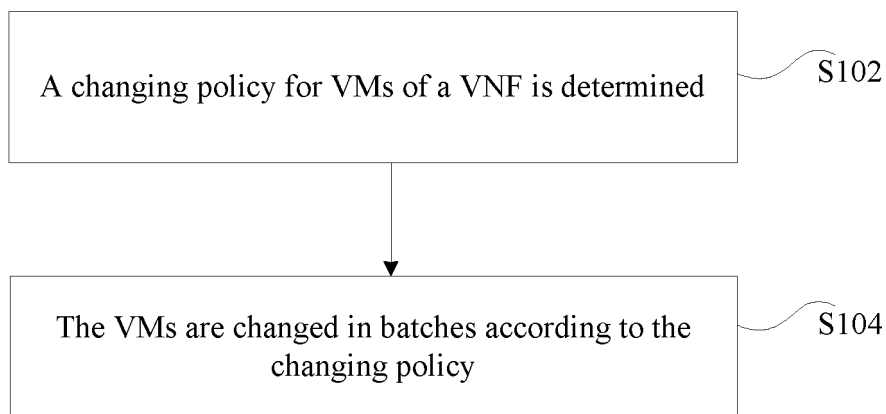 A changing policy for VMs of a VNF is determined
S102
The VMs are changed in batches according to the
changing policy
S104